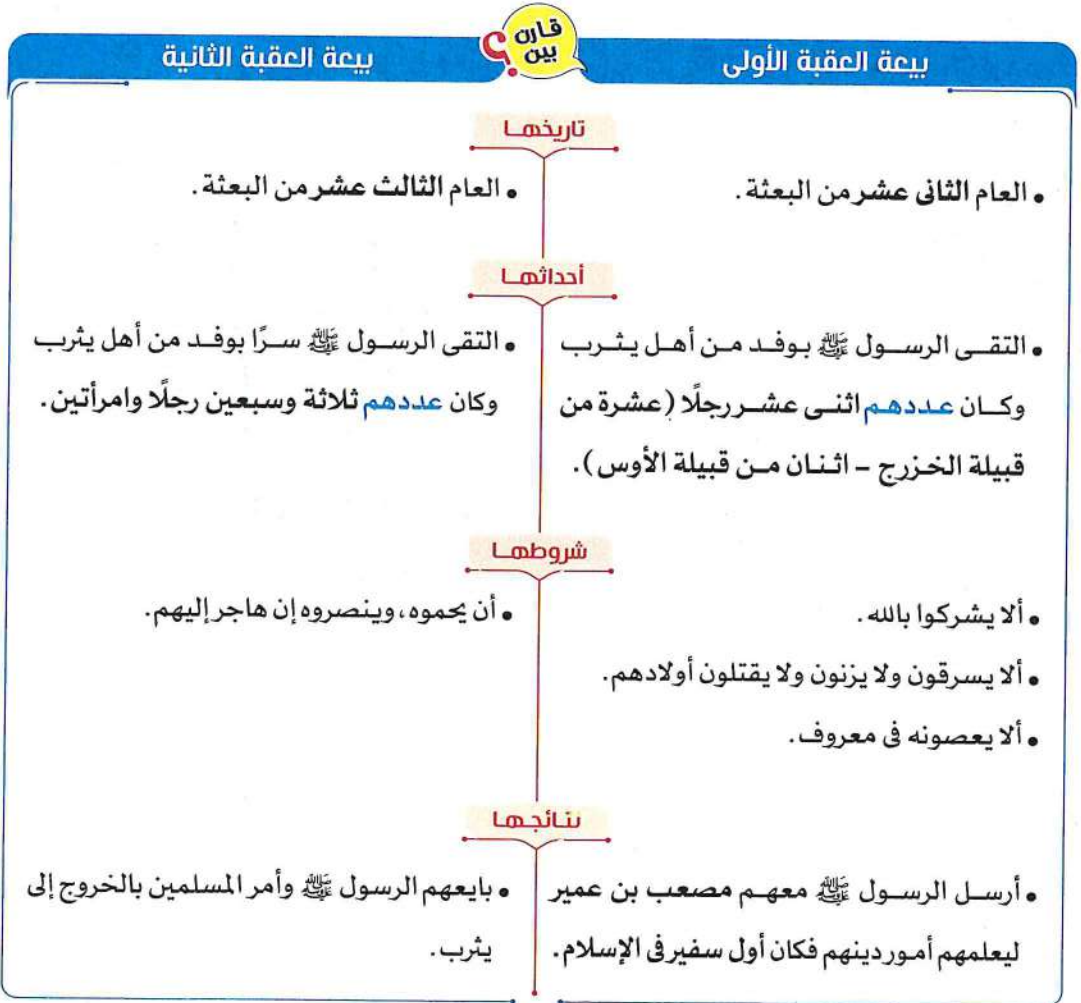 قارن
بين
؟
بيعة العقبة الأولى
بيعة العقبة الثانية
تاريخها
• العام الثانى عشر من البعثة.
• العام الثالث عشر من البعثة.
أحداثها
• التقى الرسول ﷺ بوفد من أهل يثرب
وكان عددهم اثنى عشر رجلًا (عشرة من
قبيلة الخزرج – اثنان من قبيلة الأوس).
• التقى الرسول ﷺ سرًا بوفد من أهل يثرب
وكان عددهم ثلاثة وسبعين رجلًا وامرأتين.
شروطها
• ألا يشركوا بالله.
• ألا يسرقون ولا يزنون ولا يقتلون أولادهم.
• ألا يعصونه فى معروف.
• أن يحموه، وينصروه إن هاجر إليهم.
نتائجها
• أرسل الرسول ﷺ معهم مصعب بن عمير
ليعلمهم أمور دينهم فكان أول سفير فى الإسلام.
• بايعهم الرسول ﷺ وأمر المسلمين بالخروج إلى
يثرب.